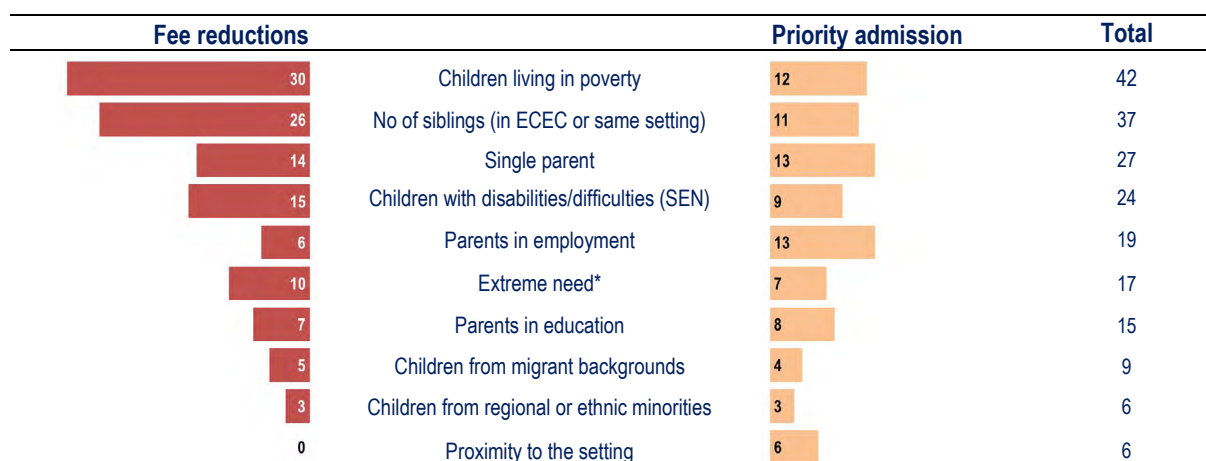 Fee reductions Priority admission Total
30 Children living in poverty 12 42
26 No of siblings (in ECEC or same setting) 11 37
14 Single parent 13 27
15 Children with disabilities/difficulties (SEN) 9 24
6 Parents in employment 13 19
10 Extreme need* 7 17
7 Parents in education 8 15
5 Children from migrant backgrounds 4 9
3 Children from regional or ethnic minorities 3 6
0 Proximity to the setting 6 6